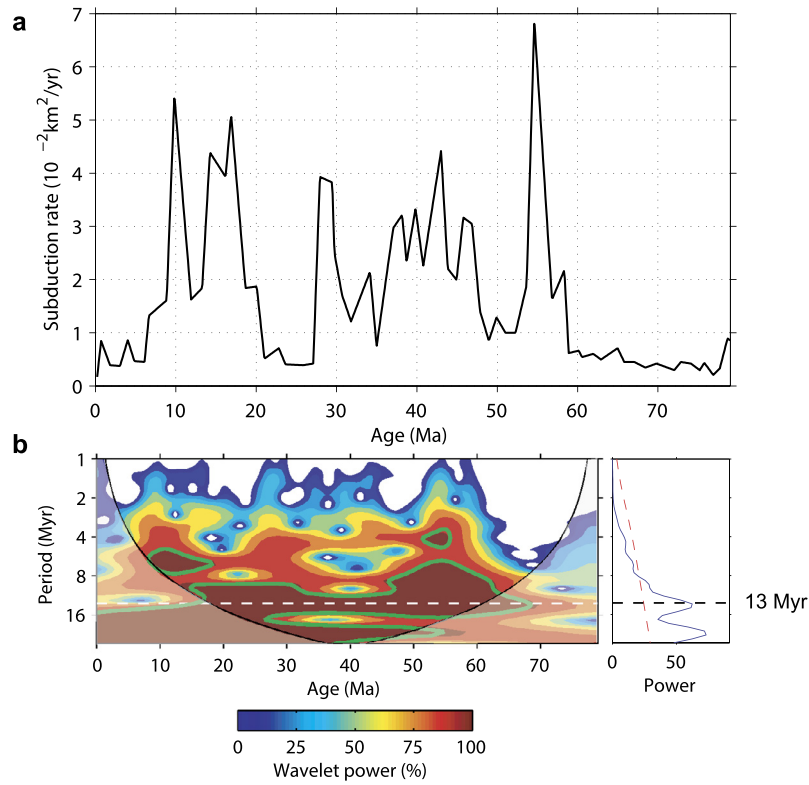 a
Subduction rate (10⁻²km²/yr)
7
6
5
4
3
2
1
0
0 10 20 30 40 50 60 70
Age (Ma)
b
Period (Myr)
1
2
4
8
16
13 Myr
0 10 20 30 40 50 60 70
Age (Ma)
0 50
Power
0 25 50 75 100
Wavelet power (%)